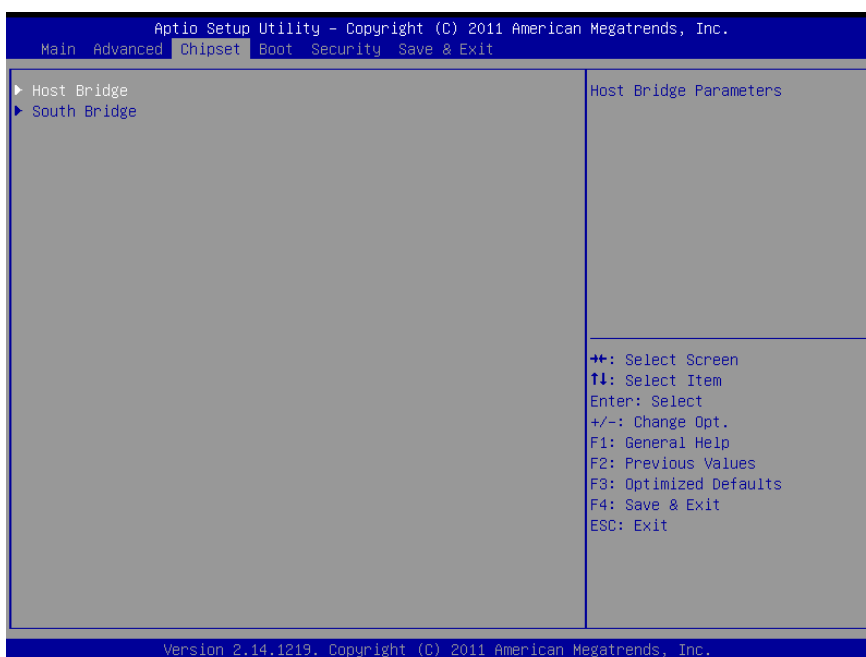 Aptio Setup Utility – Copyright (C) 2011 American Megatrends, Inc.
Main Advanced Chipset Boot Security Save & Exit
▶ Host Bridge
▶ South Bridge
Host Bridge Parameters
→←: Select Screen
↑↓: Select Item
Enter: Select
+/-: Change Opt.
F1: General Help
F2: Previous Values
F3: Optimized Defaults
F4: Save & Exit
ESC: Exit
Version 2.14.1219. Copyright (C) 2011 American Megatrends, Inc.